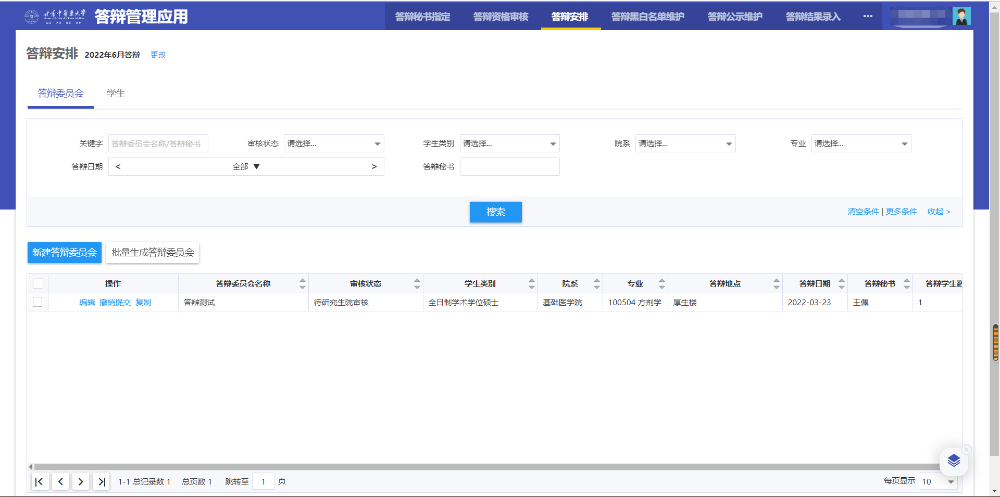 甘肃中医药大学 答辩管理应用 答辩秘书指定 答辩资格审核 答辩安排 答辩黑白名单维护 答辩公示维护 答辩结果录入 ···
答辩安排 2022年6月答辩 更改
答辩委员会 学生
关键字 答辩委员会名称/答辩秘书 审核状态 请选择... 学生类别 请选择... 院系 请选择... 专业 请选择...
答辩日期 < 全部 ▼ > 答辩秘书
搜索 清空条件 | 更多条件 收起 >
新建答辩委员会 批量生成答辩委员会
操作 答辩委员会名称 审核状态 学生类别 院系 专业 答辩地点 答辩日期 答辩秘书 答辩学生数
编辑 撤销提交 复制 答辩测试 待研究生院审核 全日制学术学位硕士 基础医学院 100504 方剂学 厚生楼 2022-03-23 王佩 1
1-1 总记录数 1 总页数 1 跳转至 1 页 每页显示 10